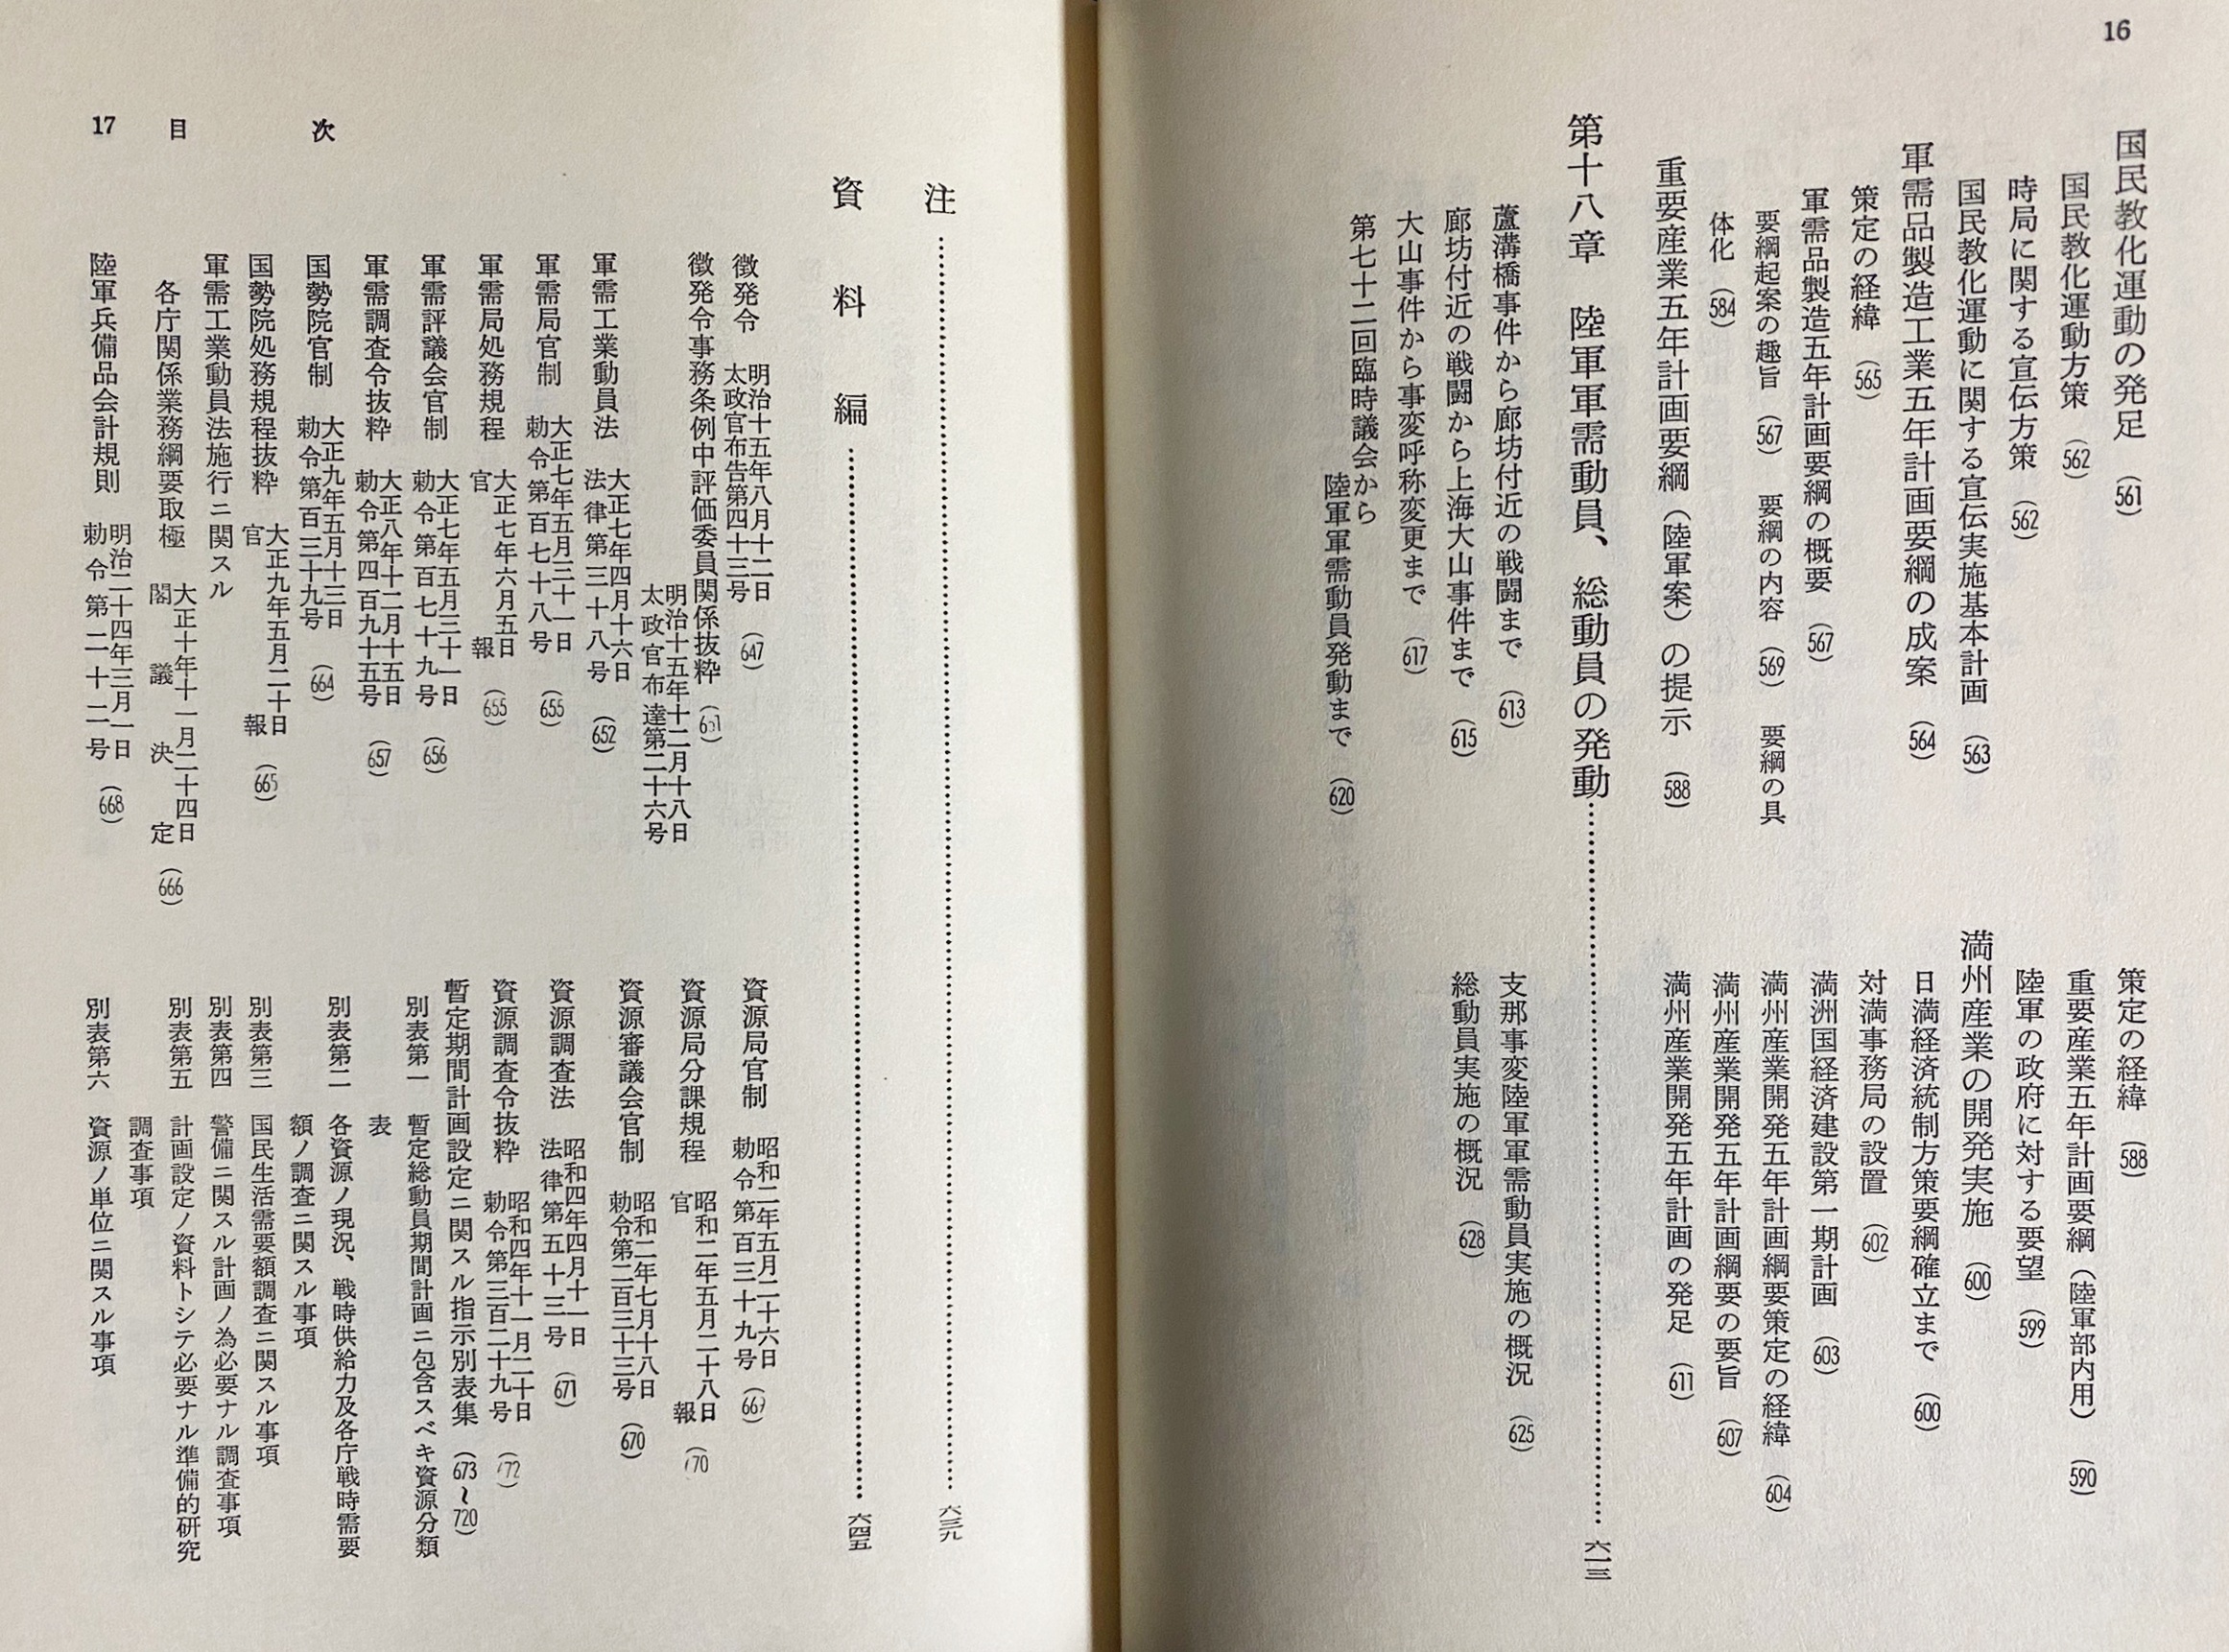 16
国民教化運動の発足 (561)
国民教化運動方策 (562)
時局に関する宣伝方策 (562)
国民教化運動に関する宣伝実施基本計画 (563)
軍需品製造工業五年計画要綱の成案 (564)
策定の経緯 (565)
軍需品製造五年計画要綱の概要 (567)
要綱起案の趣旨 (567) 要綱の内容 (569) 要綱の具
体化 (584)
重要産業五年計画要綱（陸軍案）の提示 (588)
策定の経緯 (588)
重要産業五年計画要綱（陸軍部内用） (590)
陸軍の政府に対する要望 (599)
満州産業の開発実施 (600)
日満経済統制方策要綱確立まで (600)
対満事務局の設置 (602)
満洲国経済建設第一期計画 (603)
満州産業開発五年計画綱要策定の経緯 (604)
満州産業開発五年計画綱要の要旨 (607)
満州産業開発五年計画の発足 (611)
第十八章 陸軍軍需動員、総動員の発動……六一三
蘆溝橋事件から廊坊付近の戦闘まで (613)
廊坊付近の戦闘から上海大山事件まで (615)
大山事件から事変呼称変更まで (617)
第七十二回臨時議会から
陸軍軍需動員発動まで (620)
支那事変陸軍軍需動員実施の概況 (625)
総動員実施の概況 (628)
注……六三九
資料編……六四五
徴発令 明治十五年八月十二日
太政官布告第四十三号 (647)
徴発令事務条例中評価委員関係抜粋 明治十五年十二月十八日
太政官布達第二十六号
軍需工業動員法 大正七年四月十六日
法律第三十八号 (652)
軍需局官制 大正七年五月三十一日
勅令第百七十八号 (655)
軍需局処務規程 大正七年六月五日
官報 (655)
軍需評議会官制 大正七年五月三十一日
勅令第百七十九号 (656)
軍需調査令抜粋 大正八年十二月十五日
勅令第四百九十五号 (657)
国勢院官制 大正九年五月十三日
勅令第百三十九号 (664)
国勢院処務規程抜粋 大正九年五月二十日
官報 (665)
軍需工業動員法施行ニ関スル
各庁関係業務綱要取極 大正十年十一月二十四日
閣議決定 (666)
陸軍兵備品会計規則 明治二十四年三月一日
勅令第二十二号 (668)
資源局官制 昭和二年五月二十六日
勅令第百三十九号
資源局分課規程 昭和二年五月二十八日
官報
資源審議会官制 昭和二年七月十八日
勅令第二百三十三号 (670)
資源調査法 昭和四年四月十一日
法律第五十三号 (671)
資源調査令抜粋 昭和四年十一月二十日
勅令第三百二十九号
暫定期間計画設定ニ関スル指示別表集 (673～720)
別表第一 暫定総動員期間計画ニ包含スベキ資源分類
表
別表第二 各資源ノ現況、戦時供給力及各庁戦時需要
額ノ調査ニ関スル事項
別表第三 国民生活需要額調査ニ関スル事項
別表第四 警備ニ関スル計画ノ為必要ナル調査事項
別表第五 計画設定ノ資料トシテ必要ナル準備的研究
調査事項
別表第六 資源ノ単位ニ関スル事項
目次
17